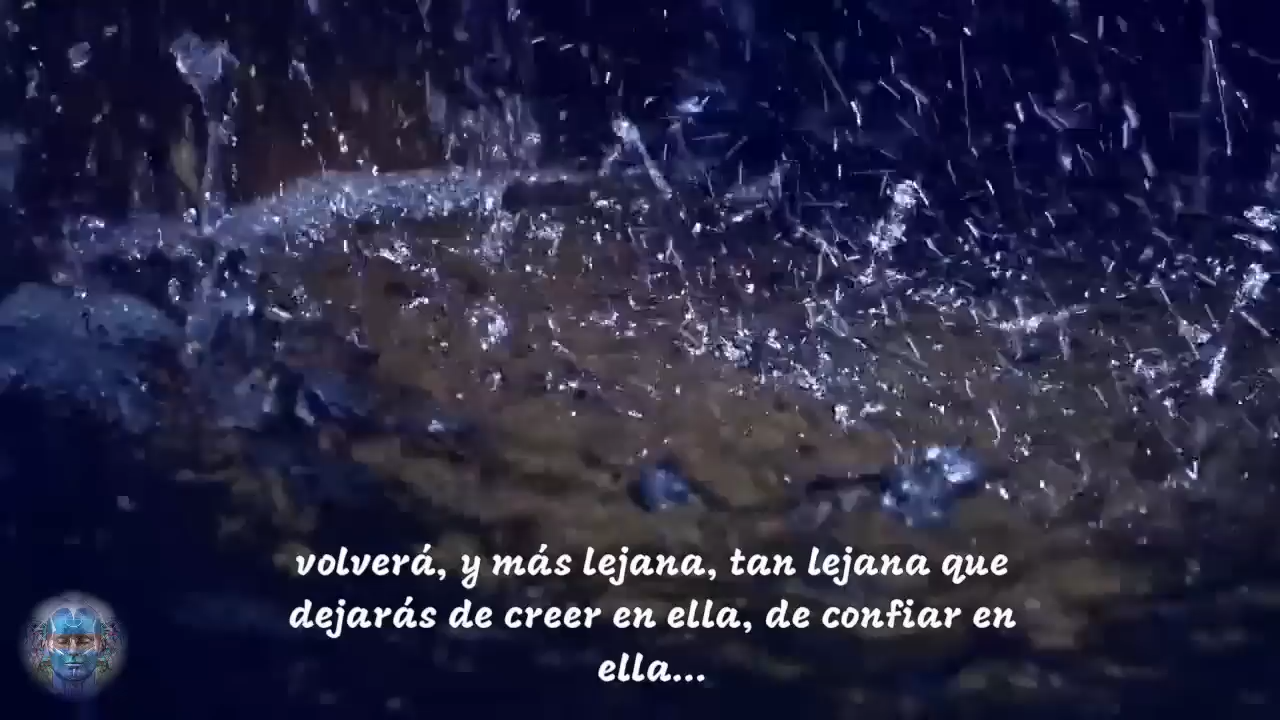 volverá, y más lejana, tan lejana que
dejarás de creer en ella, de confiar en
ella...